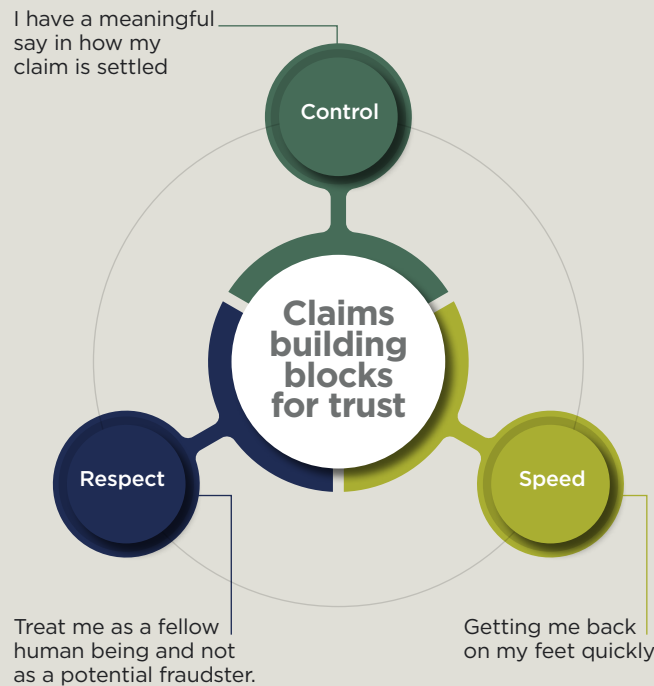 I have a meaningful
say in how my
claim is settled
Control
Claims
building
blocks
for trust
Respect
Speed
Treat me as a fellow
human being and not
as a potential fraudster.
Getting me back
on my feet quickly